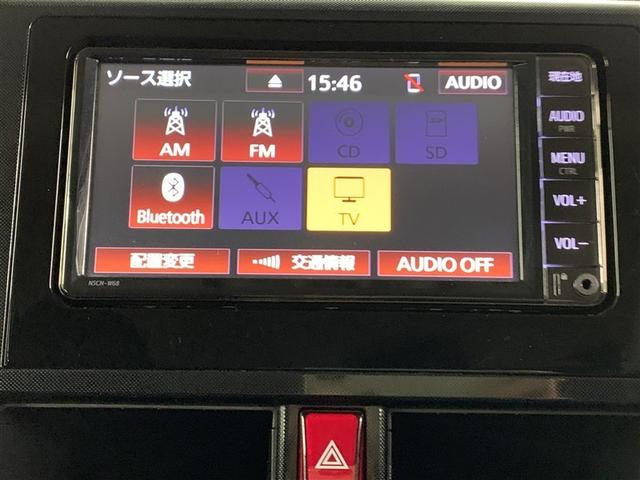 ソース選択
15:46
AUDIO
AM
FM
CD
SD
Bluetooth
AUX
TV
配置変更
交通情報
AUDIO OFF
現在地
AUDIO
PWR
MENU
CTRL
VOL+
VOL−
NSCN-W68